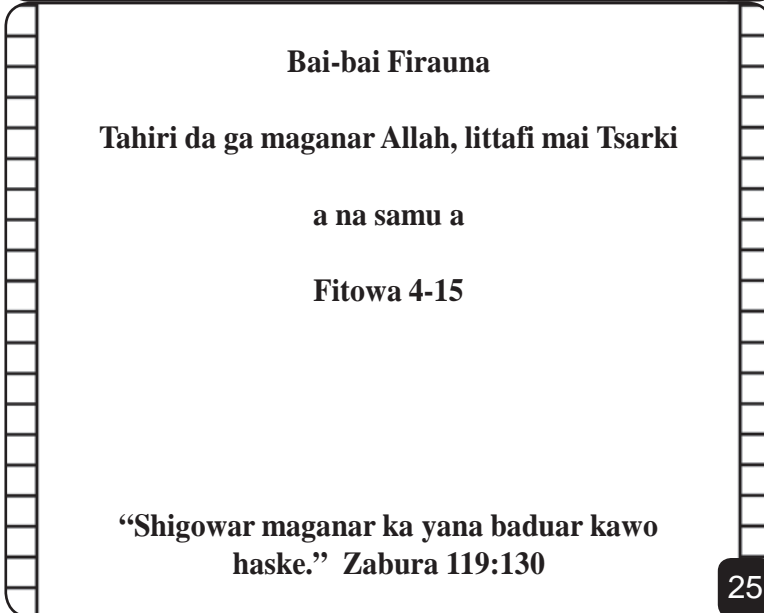 Bai-bai Firauna
Tahiri da ga maganar Allah, littafi mai Tsarki
a na samu a
Fitowa 4-15
“Shigowar maganar ka yana baduar kawo
haske.” Zabura 119:130
25